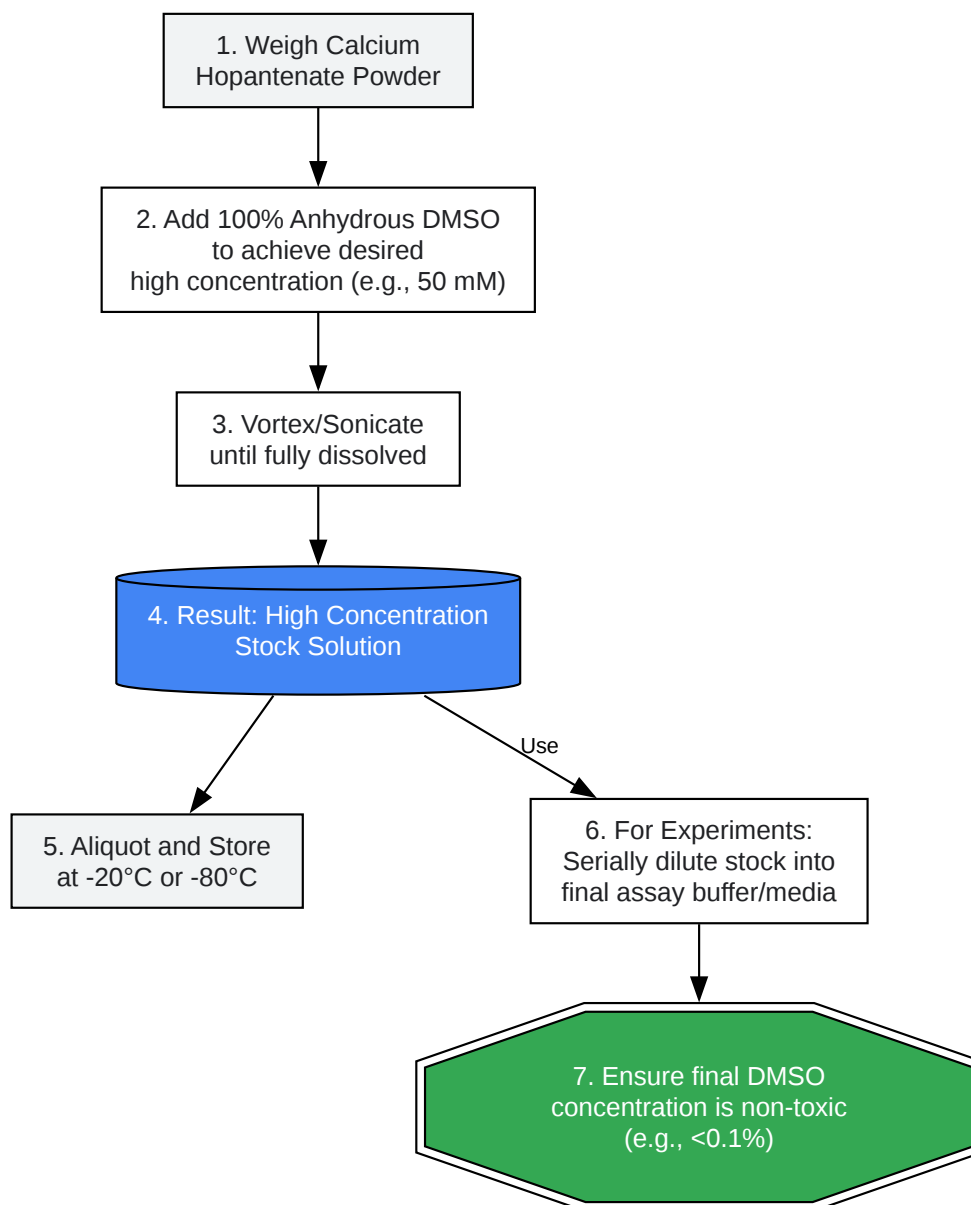 1. Weigh Calcium
Hopantenate Powder
2. Add 100% Anhydrous DMSO
to achieve desired
high concentration (e.g., 50 mM)
3. Vortex/Sonicate
until fully dissolved
4. Result: High Concentration
Stock Solution
Use
5. Aliquot and Store
at -20°C or -80°C
6. For Experiments:
Serially dilute stock into
final assay buffer/media
7. Ensure final DMSO
concentration is non-toxic
(e.g., <0.1%)